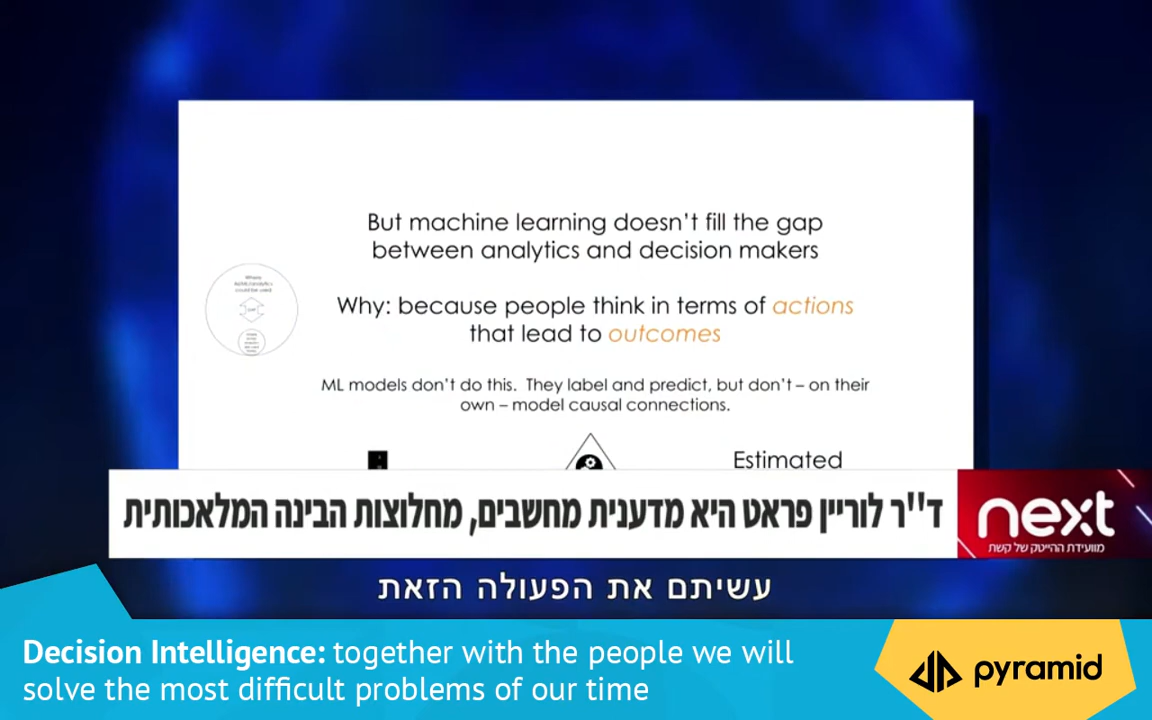 But machine learning doesn't fill the gap
between analytics and decision makers
Why: because people think in terms of actions
that lead to outcomes
ML models don't do this. They label and predict, but don't – on their
own – model causal connections.
Estimated
ד''ר לוריין פראט היא מדענית מחשבים, מחלוצות הבינה המלאכותית
next
מוועידת ההייטק של קשת
עשיתם את הפעולה הזאת
Decision Intelligence: together with the people we will
solve the most difficult problems of our time
pyramid